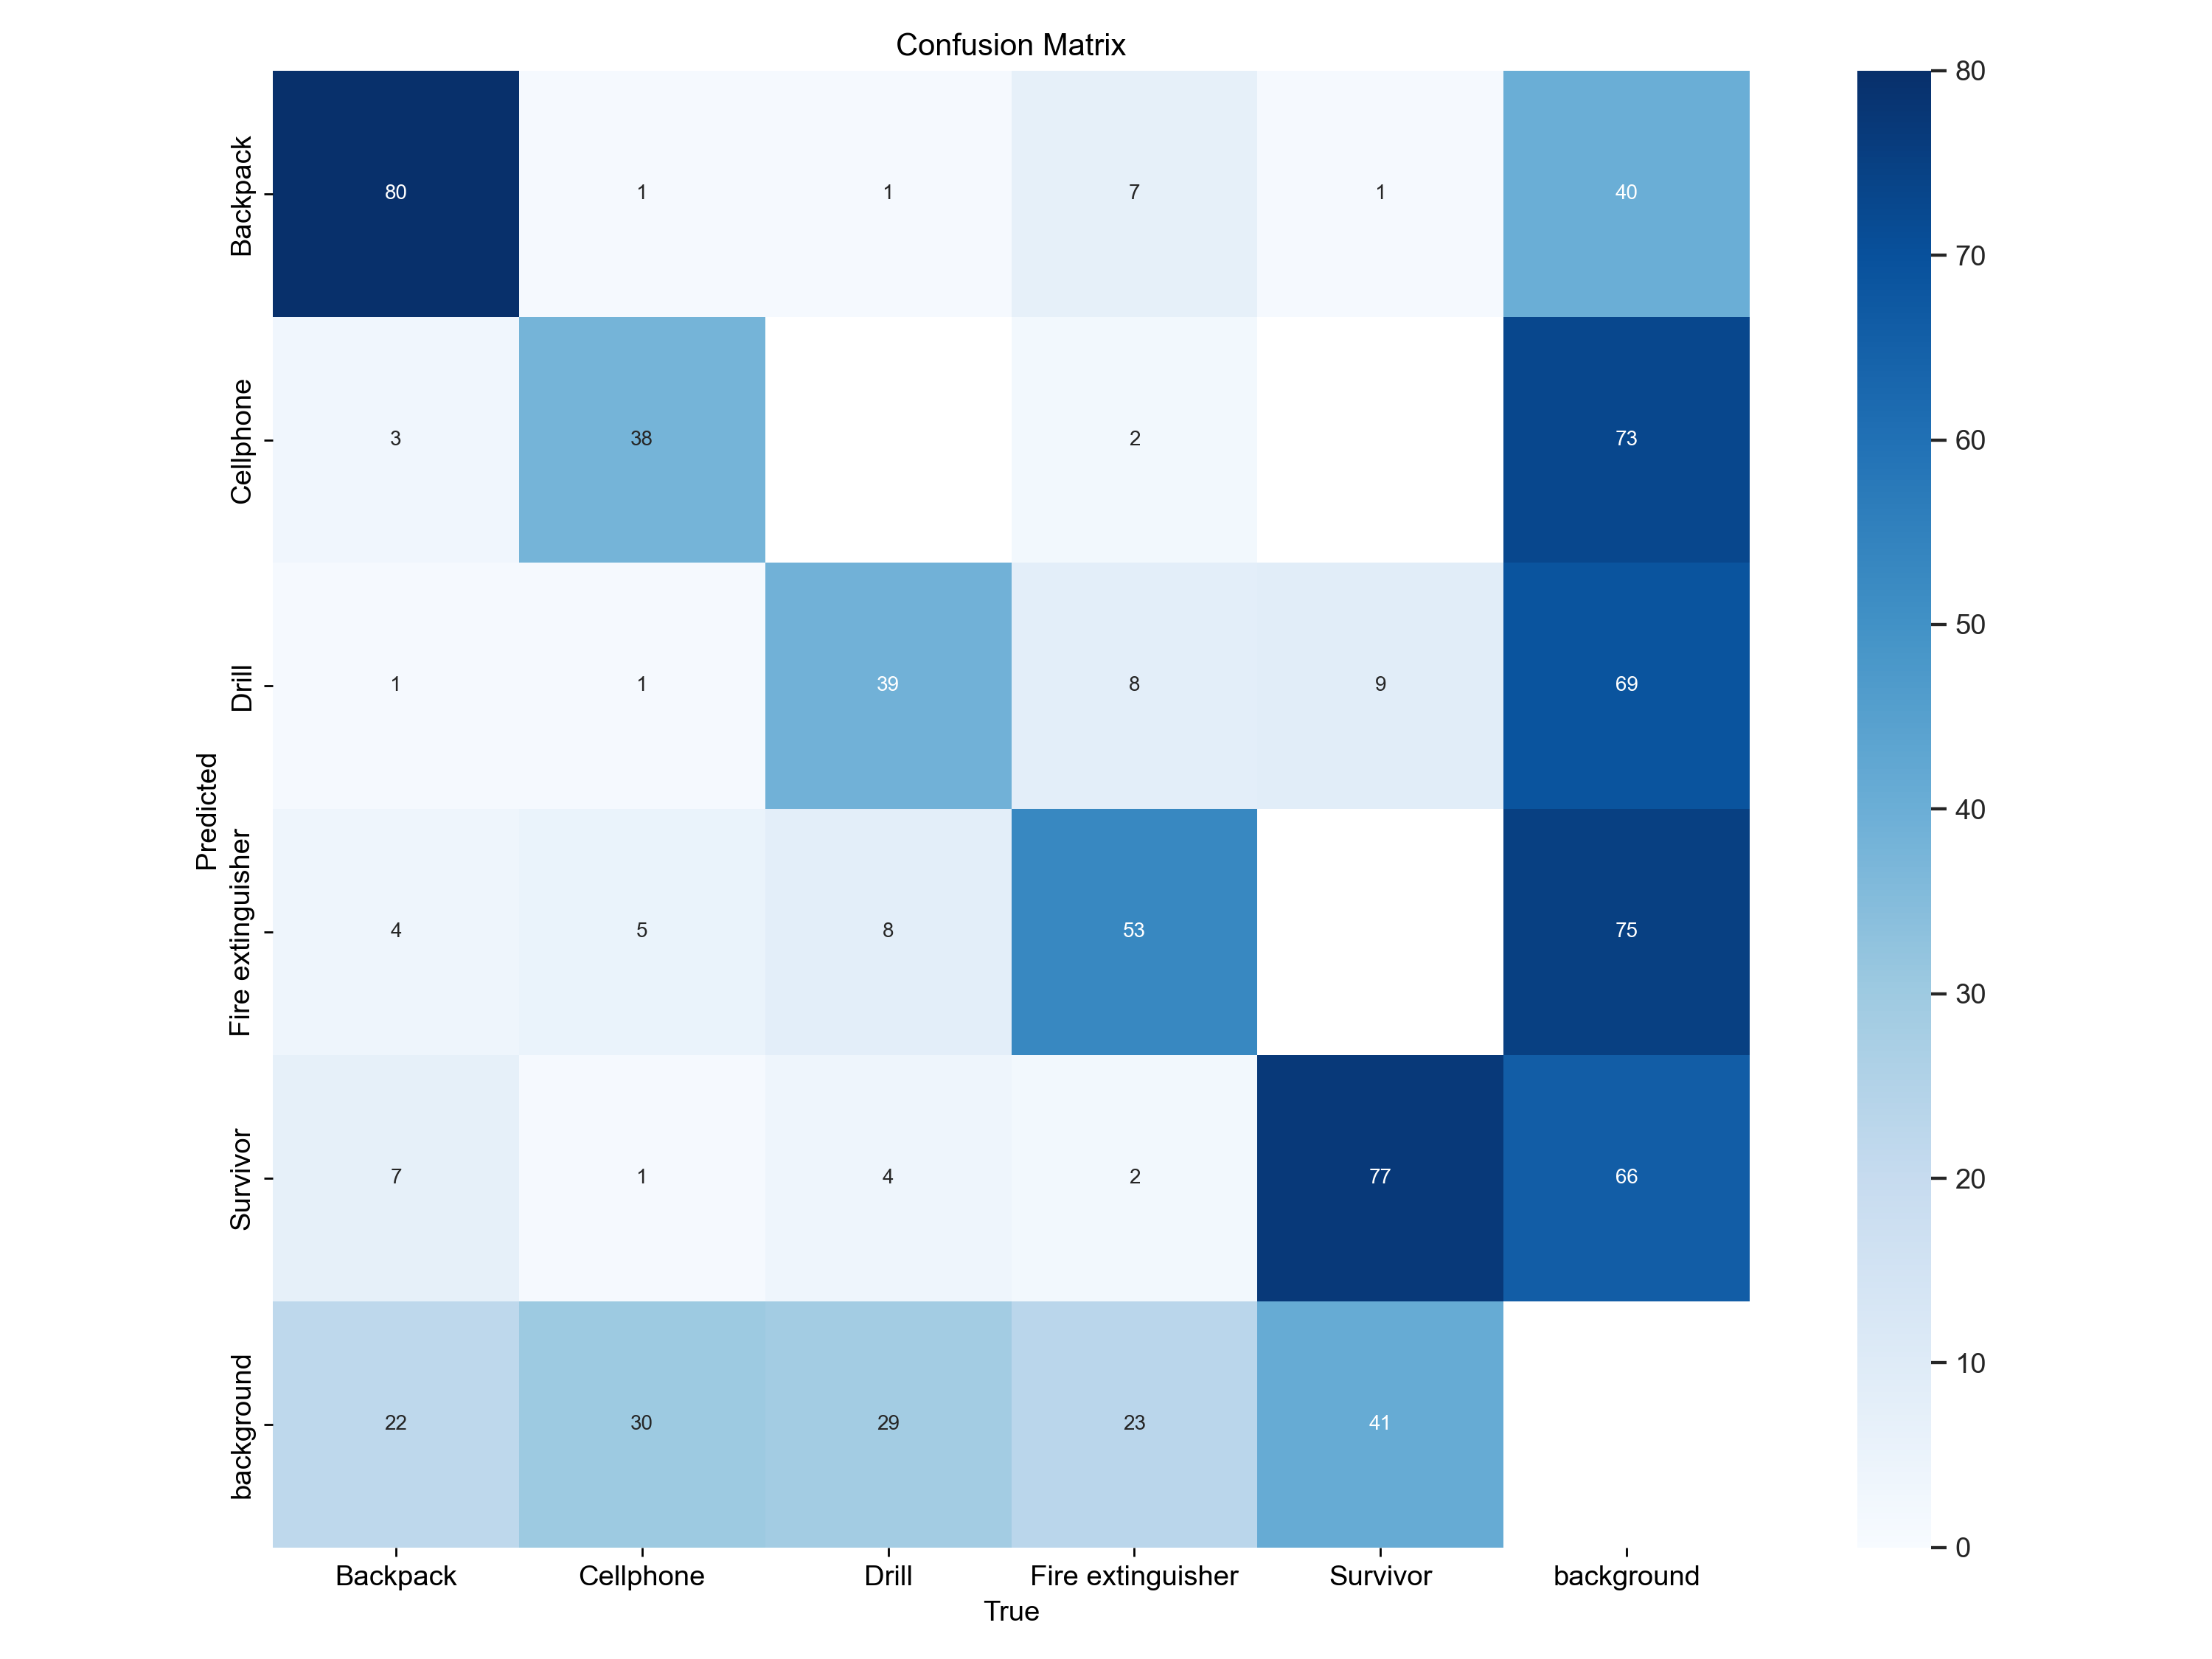 Confusion Matrix
Predicted
Backpack
80 1 1 7 1 40
Cellphone
3 38 2 73
Drill
1 1 39 8 9 69
Fire extinguisher
4 5 8 53 75
Survivor
7 1 4 2 77 66
background
22 30 29 23 41
Backpack Cellphone Drill Fire extinguisher Survivor background
True
80
70
60
50
40
30
20
10
0